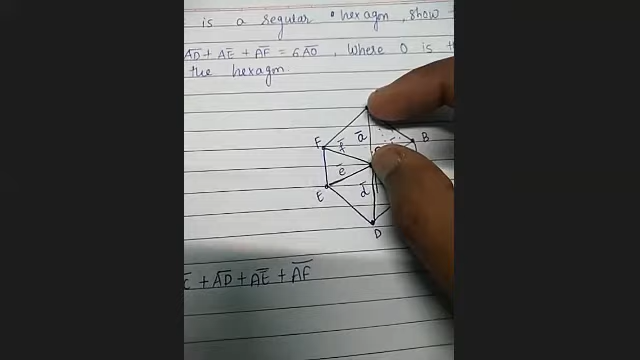 is a regular hexagon, show
AD + AE + AF = 6AO, Where O is t
the hexagon.
A
F f a B
e
E d
D
C + AD + AE + AF